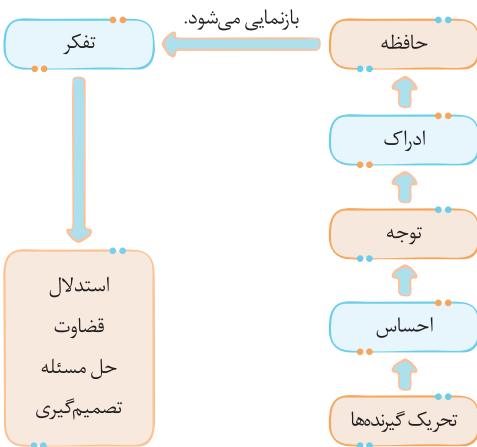 بازنمایی می‌شود.
حافظه
تفکر
ادراک
توجه
احساس
تحریک گیرنده‌ها
استدلال
قضاوت
حل مسئله
تصمیم‌گیری